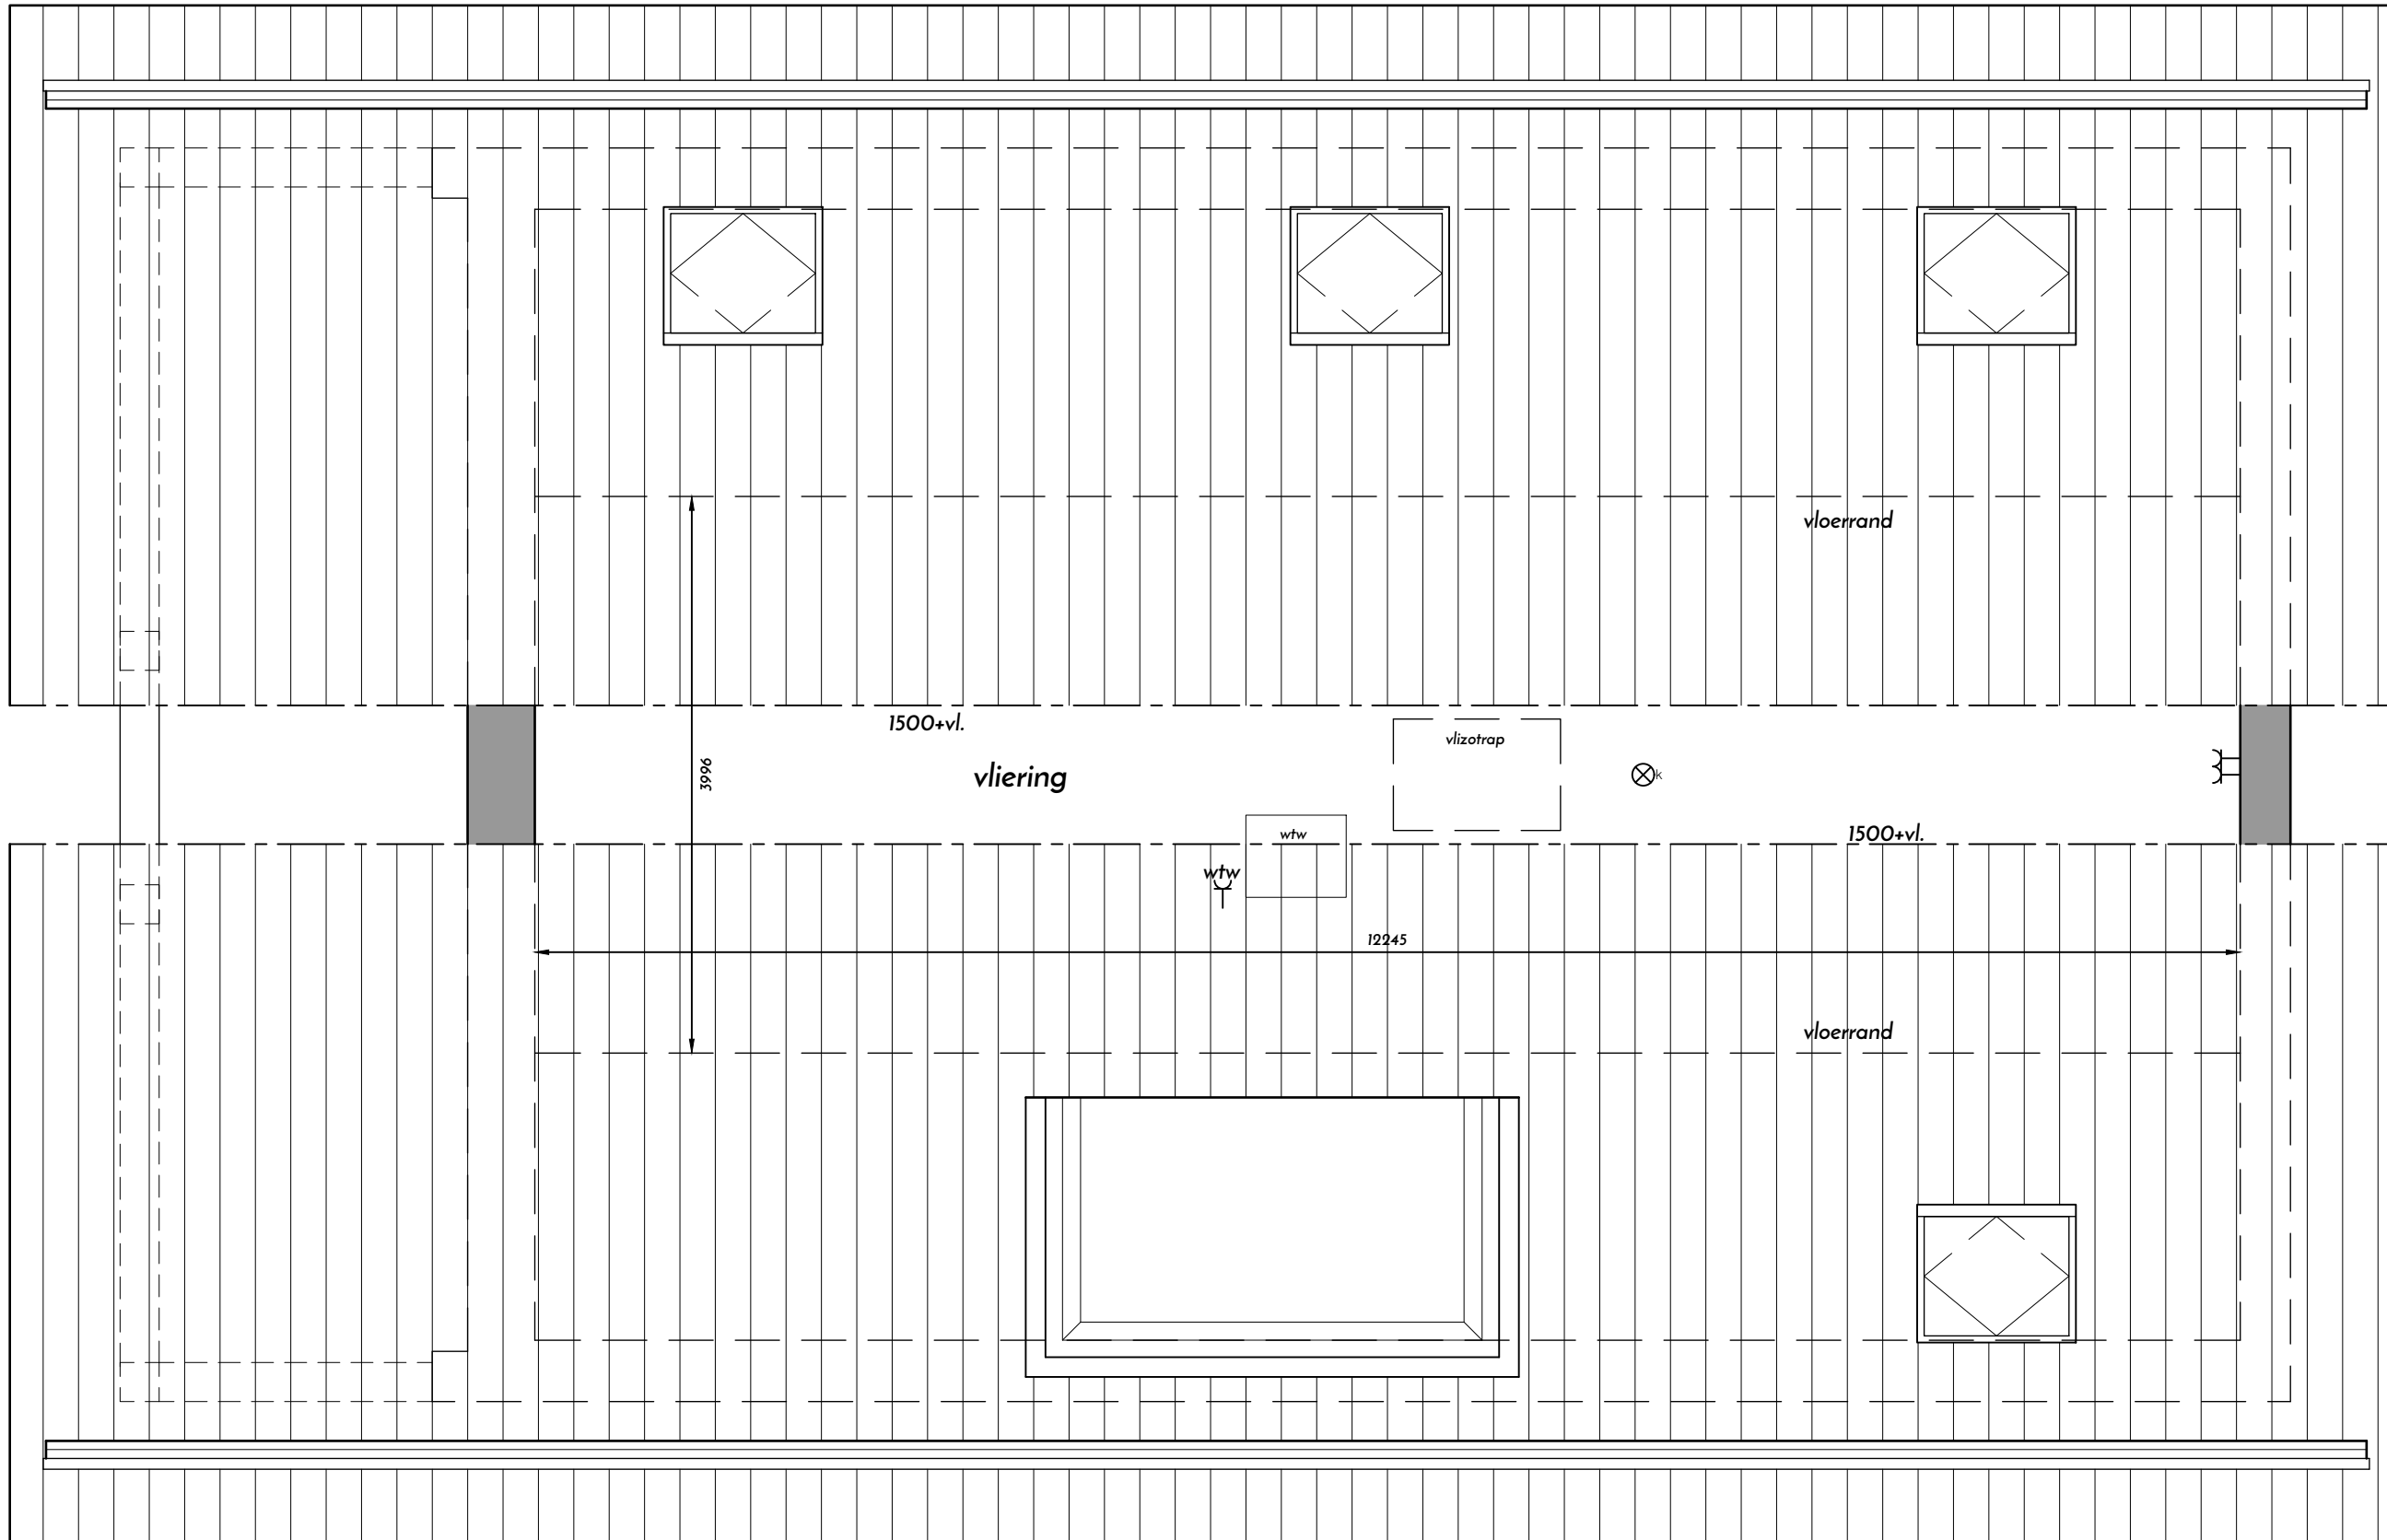 vloerrand
1500+vl.
vlizotrap
3996
vliering
k
wtw
1500+vl.
wtw
12245
vloerrand